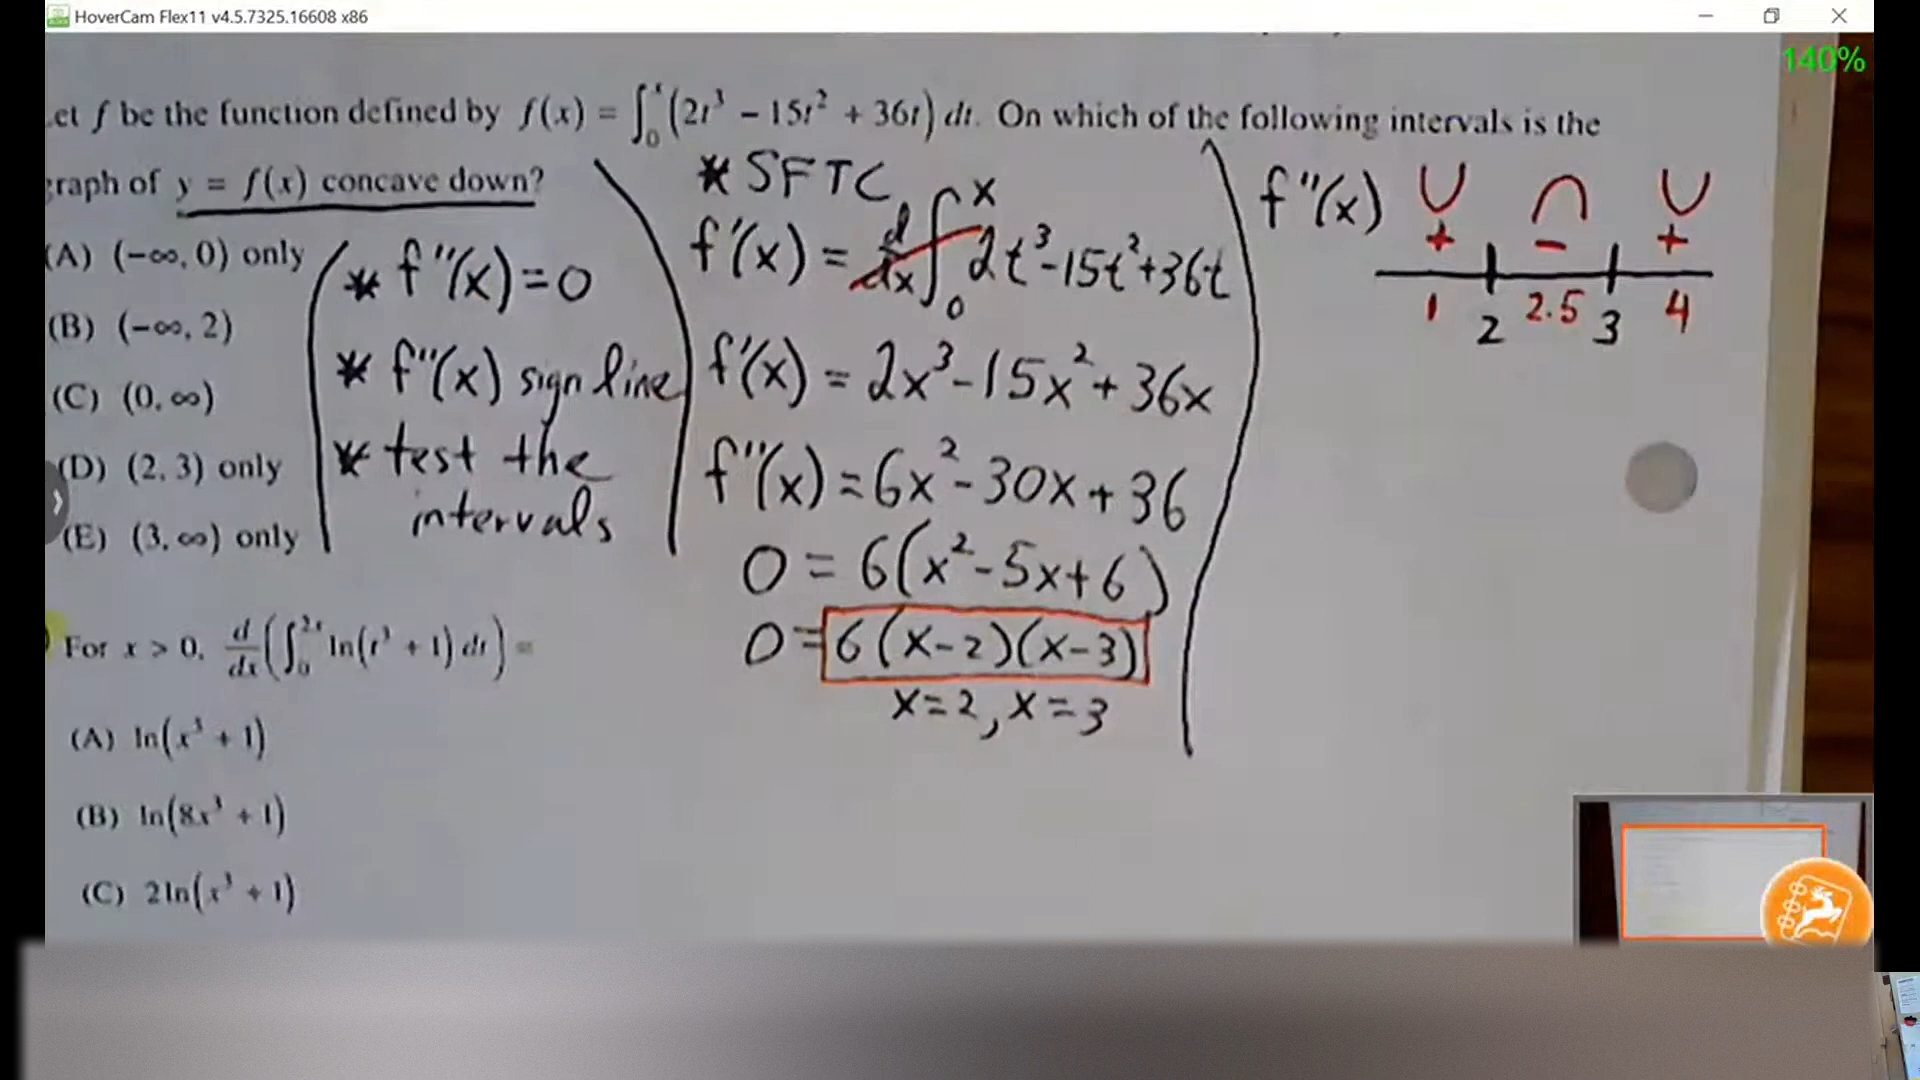 HoverCam Flex11 v4.5.7325.16608 x86
140%
et f be the function defined by f(x) = ∫₀ˣ (2t³ − 15t² + 36t) dt. On which of the following intervals is the
graph of y = f(x) concave down?
(A) (−∞, 0) only
(B) (−∞, 2)
(C) (0, ∞)
(D) (2, 3) only
(E) (3, ∞) only
* f''(x)=0
* f''(x) sign line
* test the
intervals
* SFTC
f'(x) = d/dx ∫₀ˣ 2t³-15t²+36t
f'(x) = 2x³-15x²+36x
f''(x) = 6x²-30x+36
0 = 6(x²-5x+6)
0 = 6(x-2)(x-3)
x=2, x=3
f''(x)
+ − +
1 2 2.5 3 4
For x > 0, d/dx(∫₀²ˣ ln(t³ + 1) dt) =
(A) ln(x³ + 1)
(B) ln(8x³ + 1)
(C) 2 ln(x³ + 1)